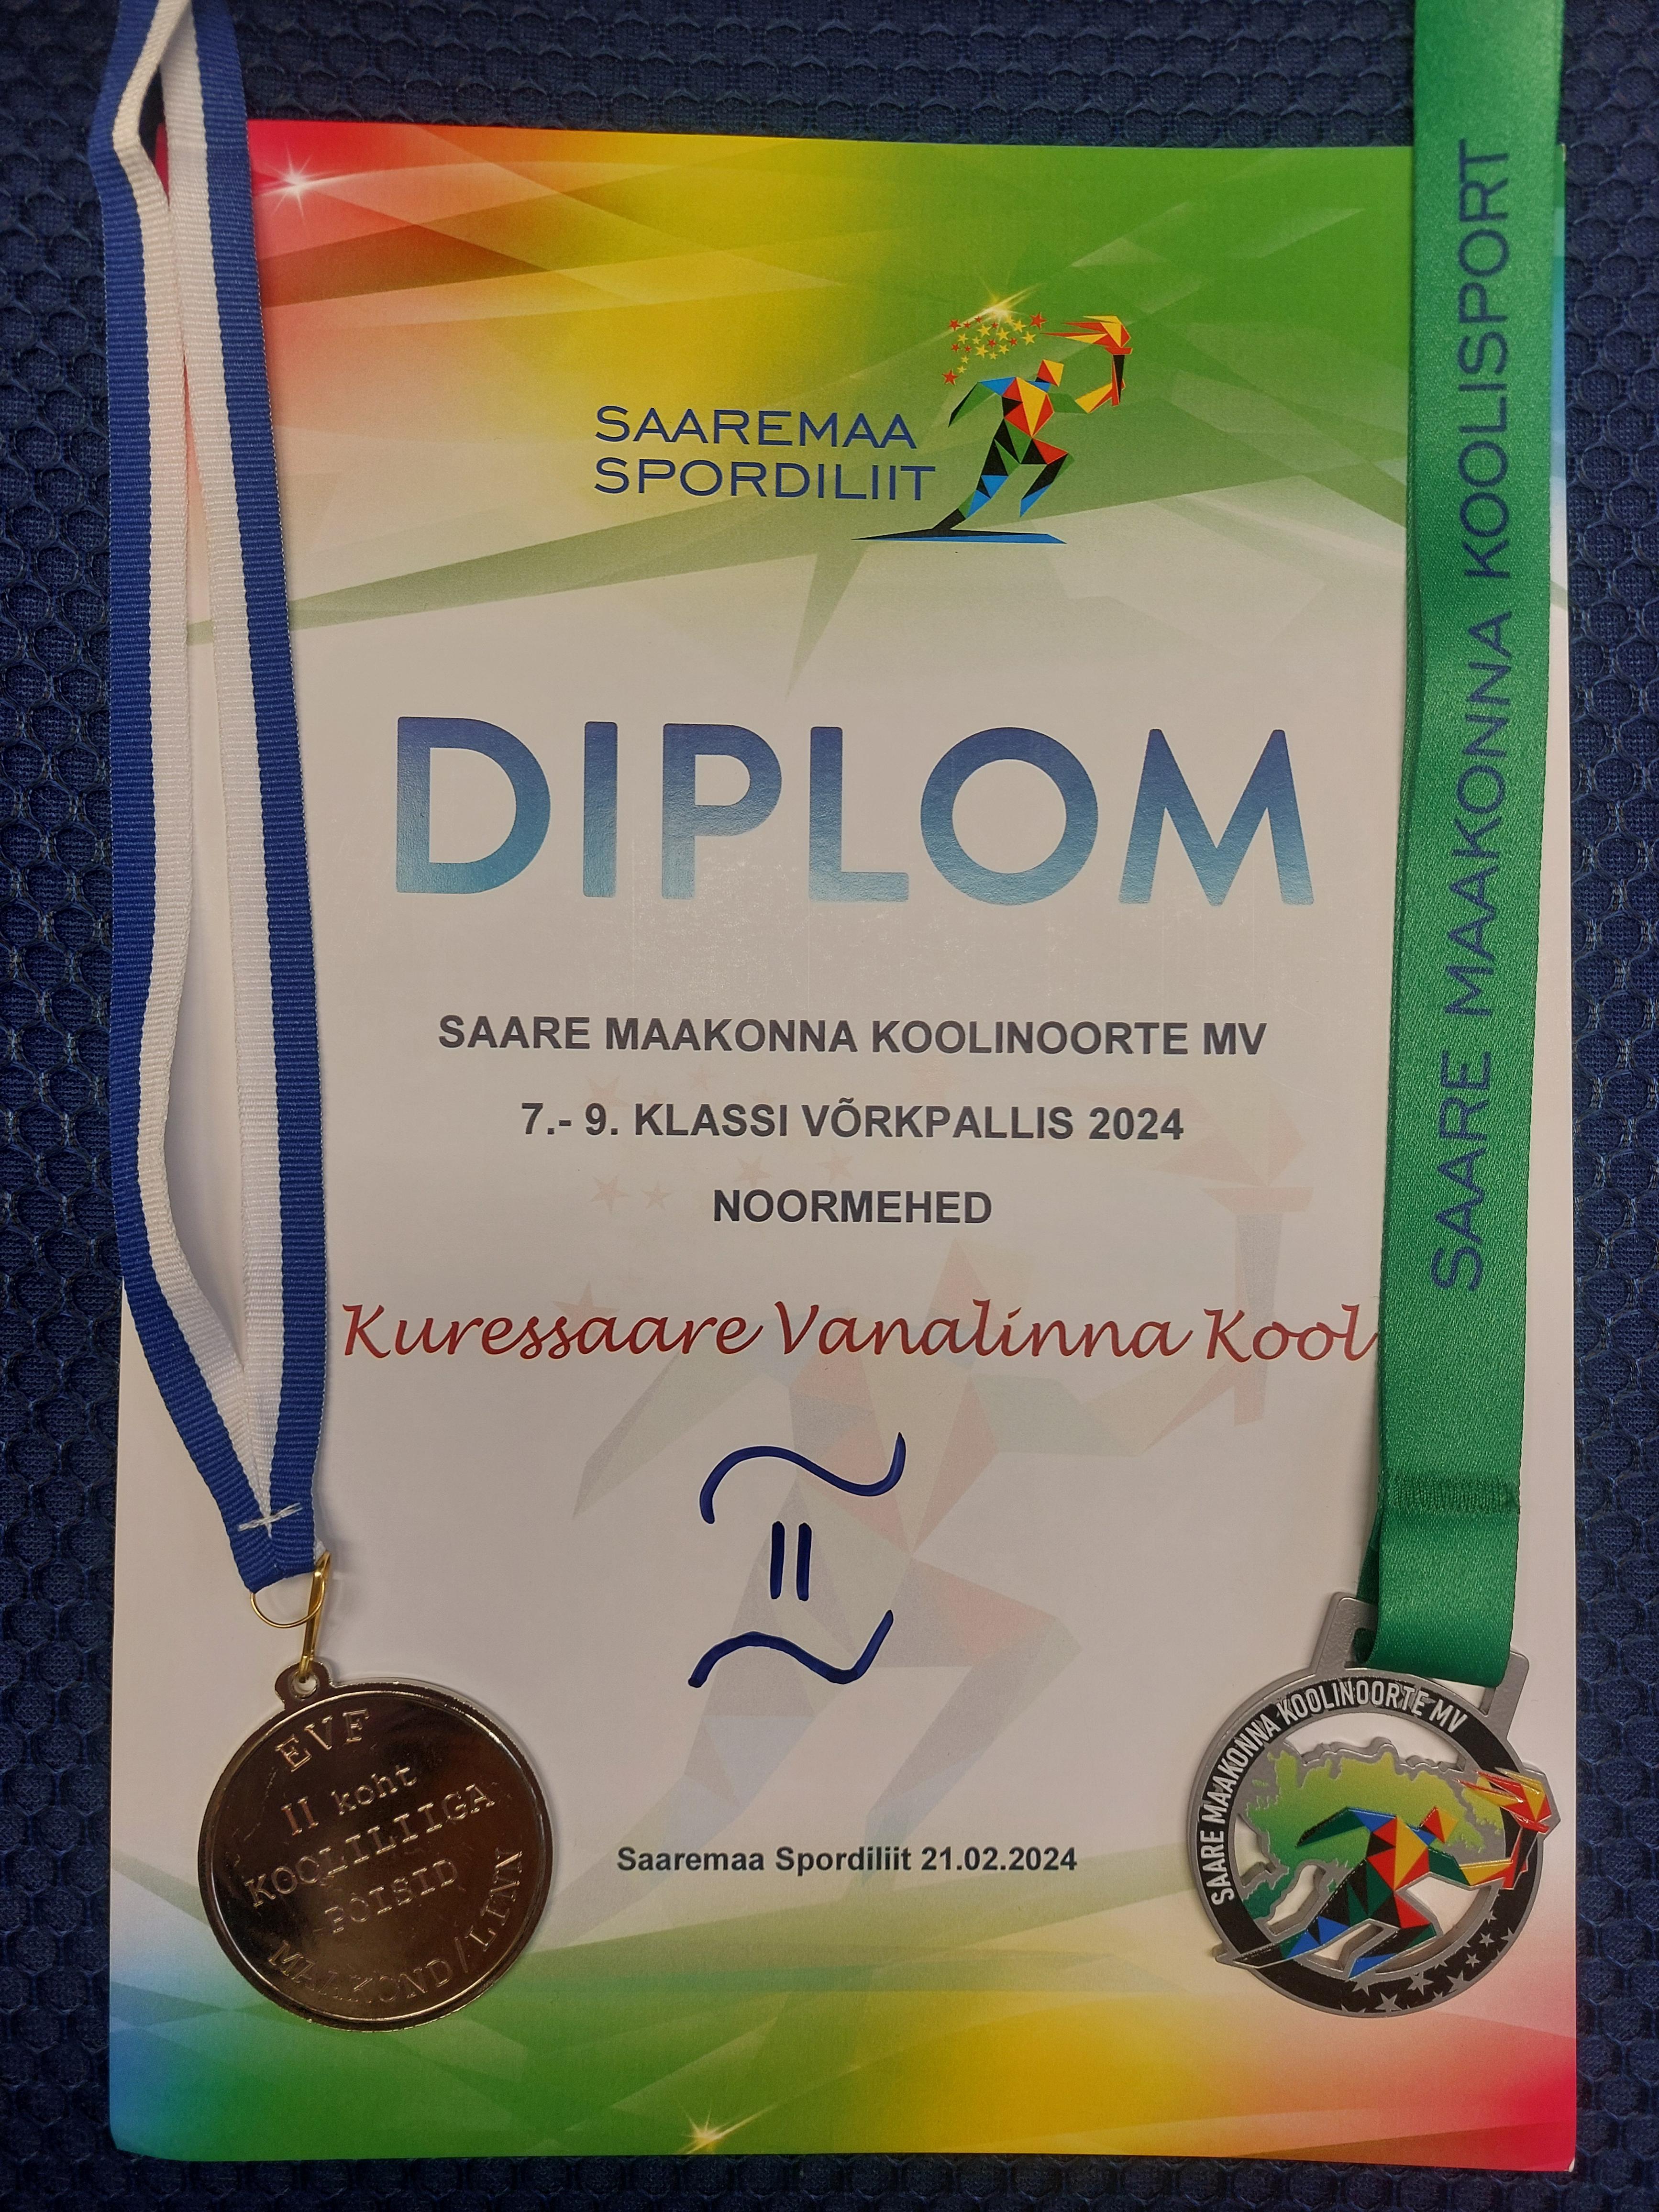 SAAREMAA
SPORDILIIT
DIPLOM
SAARE MAAKONNA KOOLINOORTE MV
7.- 9. KLASSI VÕRKPALLIS 2024
NOORMEHED
Kuressaare Vanalinna Kool
II
Saaremaa Spordiliit 21.02.2024
EVF
II koht
KOOLILIIGA
POISID
MAAKOND/LINN
SAARE MAAKONNA KOOLISPORT
SAARE MAAKONNA KOOLINOORTE MV